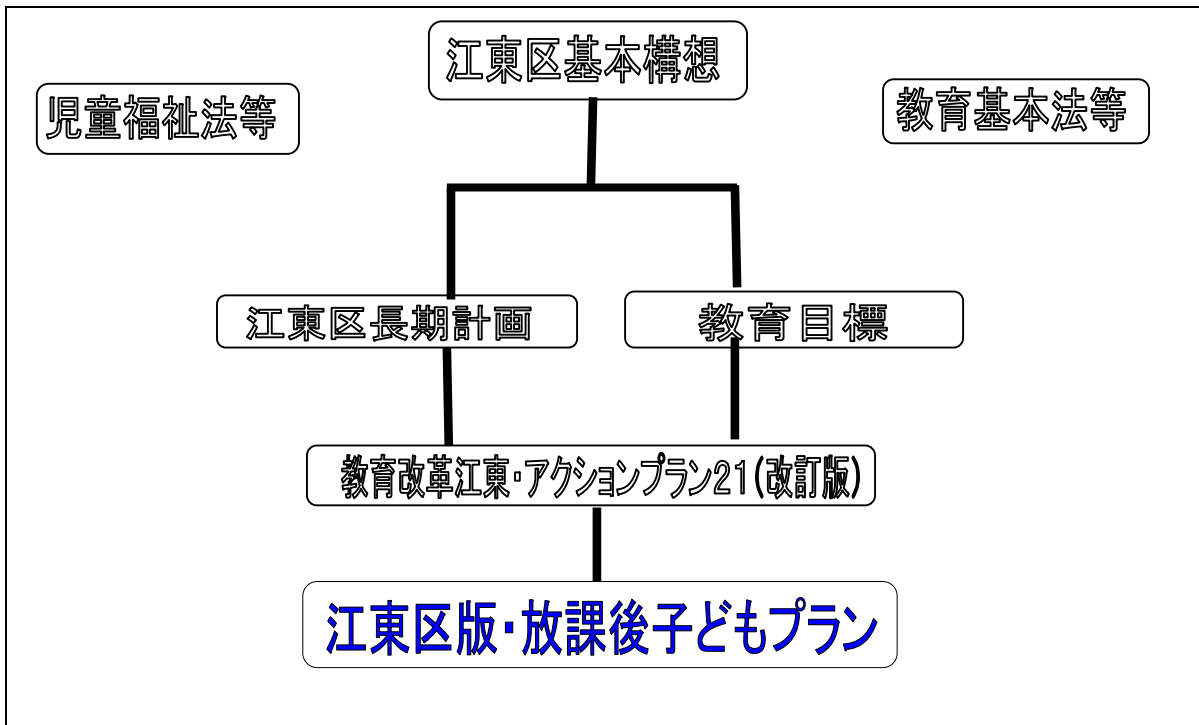 江東区基本構想
児童福祉法等
教育基本法等
江東区長期計画
教育目標
教育改革江東・アクションプラン21(改訂版)
江東区版・放課後子どもプラン